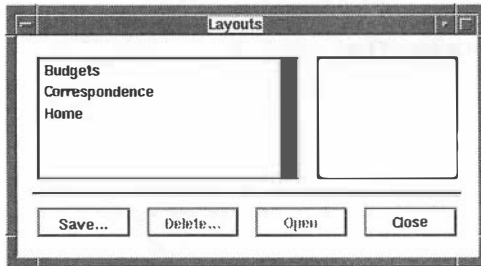 Layouts
Budgets
Correspondence
Home
Save... Delete... Open Close